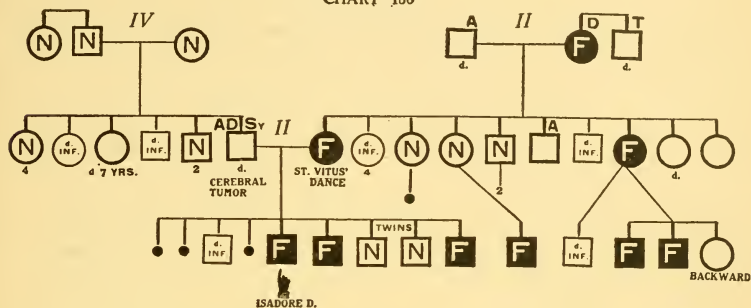 CHART 156
IV A II D T
N N N F
d. d.
AD Sy II A
N d. INF. d. INF. N F d. INF. N N N d. INF. F
4 d 7 YRS. 2 d. ST. VITUS' 4 2 d.
CEREBRAL DANCE
TUMOR
TWINS
d. INF. F F N N F F d. INF. F F
BACKWARD
ISADORE D.